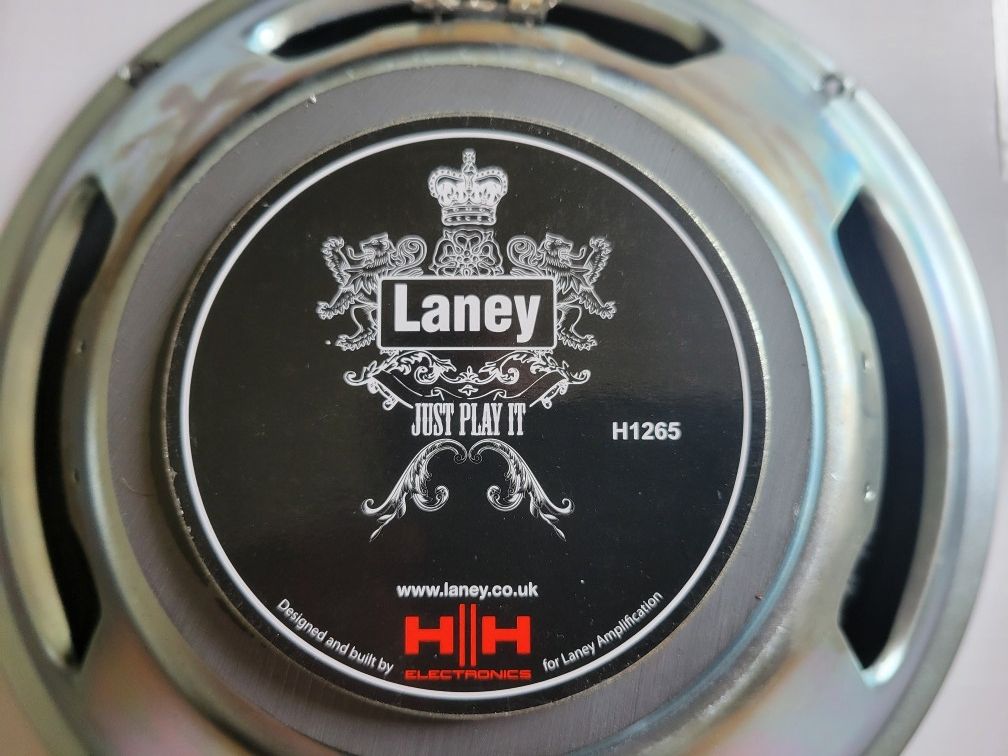 Laney
JUST PLAY IT
H1265
www.laney.co.uk
Designed and built by
H||H
ELECTRONICS
for Laney Amplification